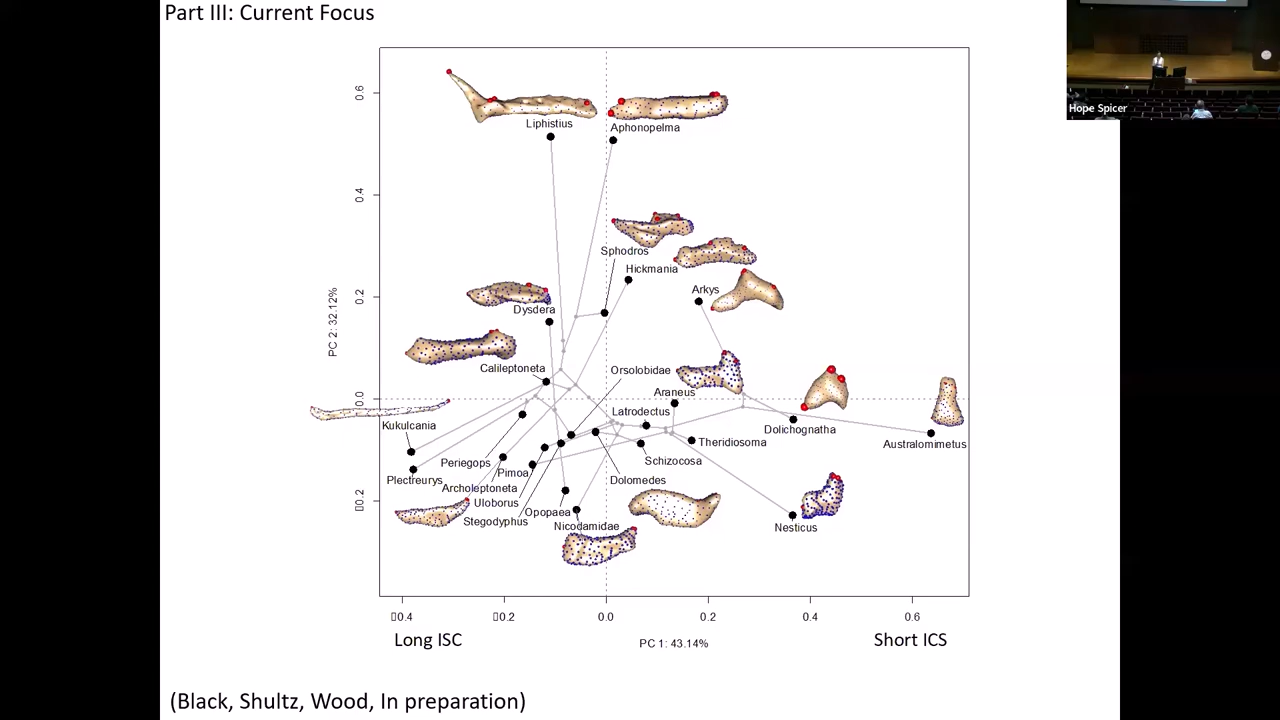 Part III: Current Focus
Hope Spicer
0.6
Liphistius
Aphonopelma
0.4
Sphodros
Hickmania
Arkys
0.2
Dysdera
PC 2: 32.12%
Calileptoneta
Orsolobidae
Araneus
0.0
Latrodectus
Kukulcania
Dolichognatha
Australomimetus
Theridiosoma
Periegops
Schizocosa
Pimoa
Plectreurys
Archoleptoneta
Dolomedes
Uloborus
▯0.2
Opopaea
Stegodyphus
Nicodamidae
Nesticus
▯0.4
▯0.2
0.0
0.2
0.4
0.6
Long ISC
PC 1: 43.14%
Short ICS
(Black, Shultz, Wood, In preparation)